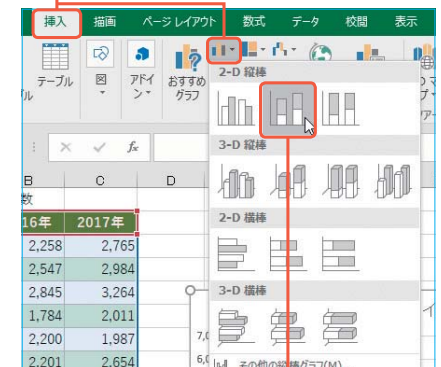 挿入 描画 ページ レイアウト 数式 データ 校閲 表示
テーブル 図 アドイン おすすめグラフ
2-D 縦棒
3-D 縦棒
2-D 横棒
3-D 横棒
その他の縦棒グラフ(M)
fx
B C D
数
16年 2017年
2,258 2,765
2,547 2,984
2,845 3,264
1,784 2,011
2,200 1,987
2,201 2,654